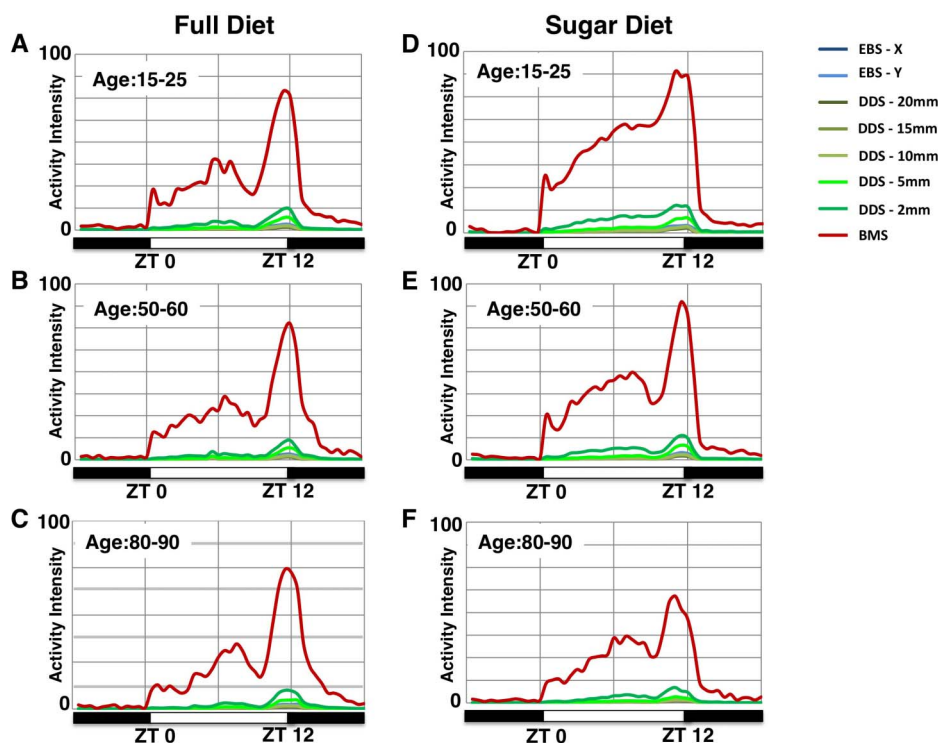 Full Diet
Sugar Diet
A
100
Age:15-25
Activity Intensity
0
ZT 0
ZT 12
D
100
Age:15-25
Activity Intensity
0
ZT 0
ZT 12
EBS - X
EBS - Y
DDS - 20mm
DDS - 15mm
DDS - 10mm
DDS - 5mm
DDS - 2mm
BMS
B
100
Age:50-60
Activity Intensity
0
ZT 0
ZT 12
E
100
Age:50-60
Activity Intensity
0
ZT 0
ZT 12
C
100
Age:80-90
Activity Intensity
0
ZT 0
ZT 12
F
100
Age:80-90
Activity Intensity
0
ZT 0
ZT 12